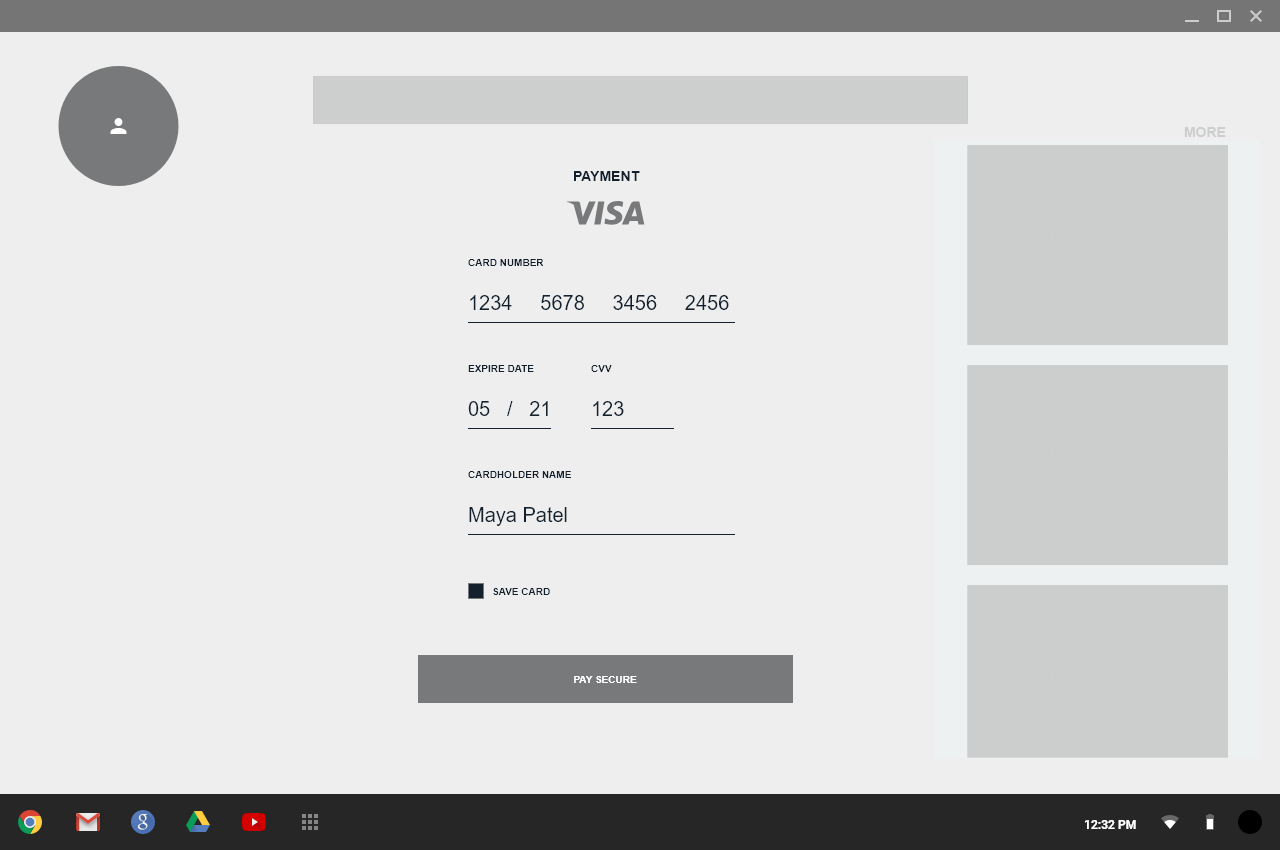 MORE
PAYMENT
VISA
CARD NUMBER
1234 5678 3456 2456
EXPIRE DATE CVV
05 / 21 123
CARDHOLDER NAME
Maya Patel
SAVE CARD
PAY SECURE
g
12:32 PM